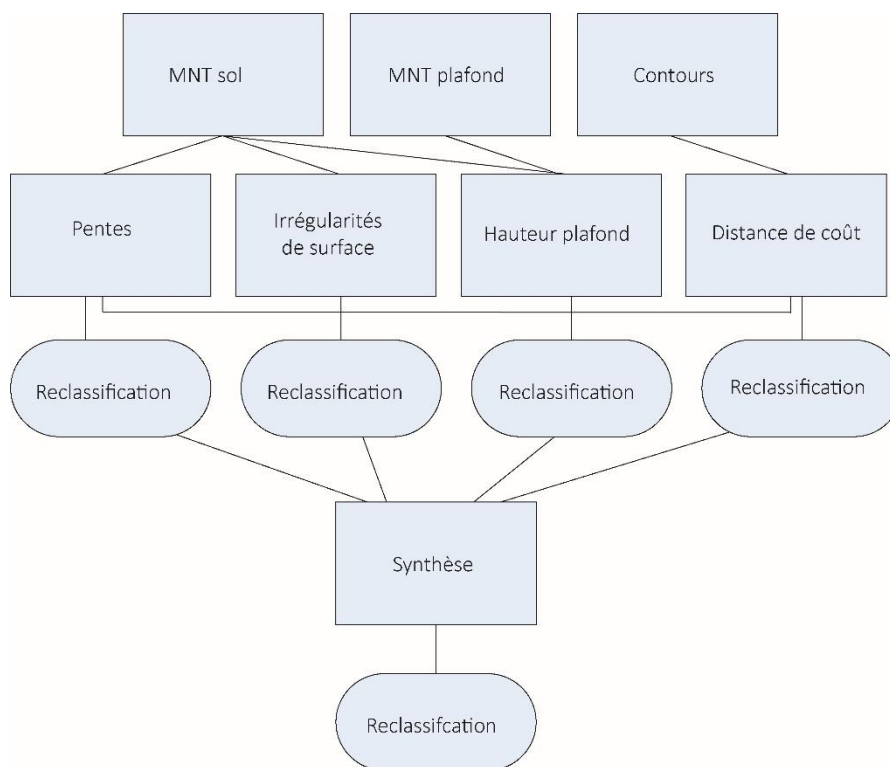 MNT sol
MNT plafond
Contours
Pentes
Irrégularités
de surface
Hauteur plafond
Distance de coût
Reclassification
Reclassification
Reclassification
Reclassification
Synthèse
Reclassifcation